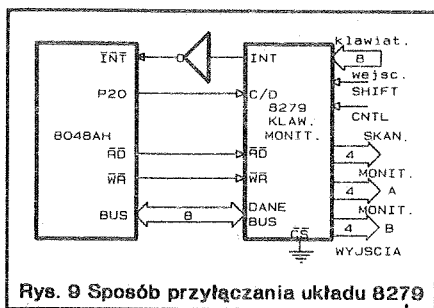 klawiat.
INT INT 8
wejsc.
P20 C/D SHIFT
8279
KLAW. CNTL
8048AH MONIT. SKAN.
RD RD 4
MONIT.
WR WR 4 A
MONIT.
BUS 8 DANE 4 B
BUS
CS WYJSCIA
Rys. 9 Sposób przyłączania układu 8279